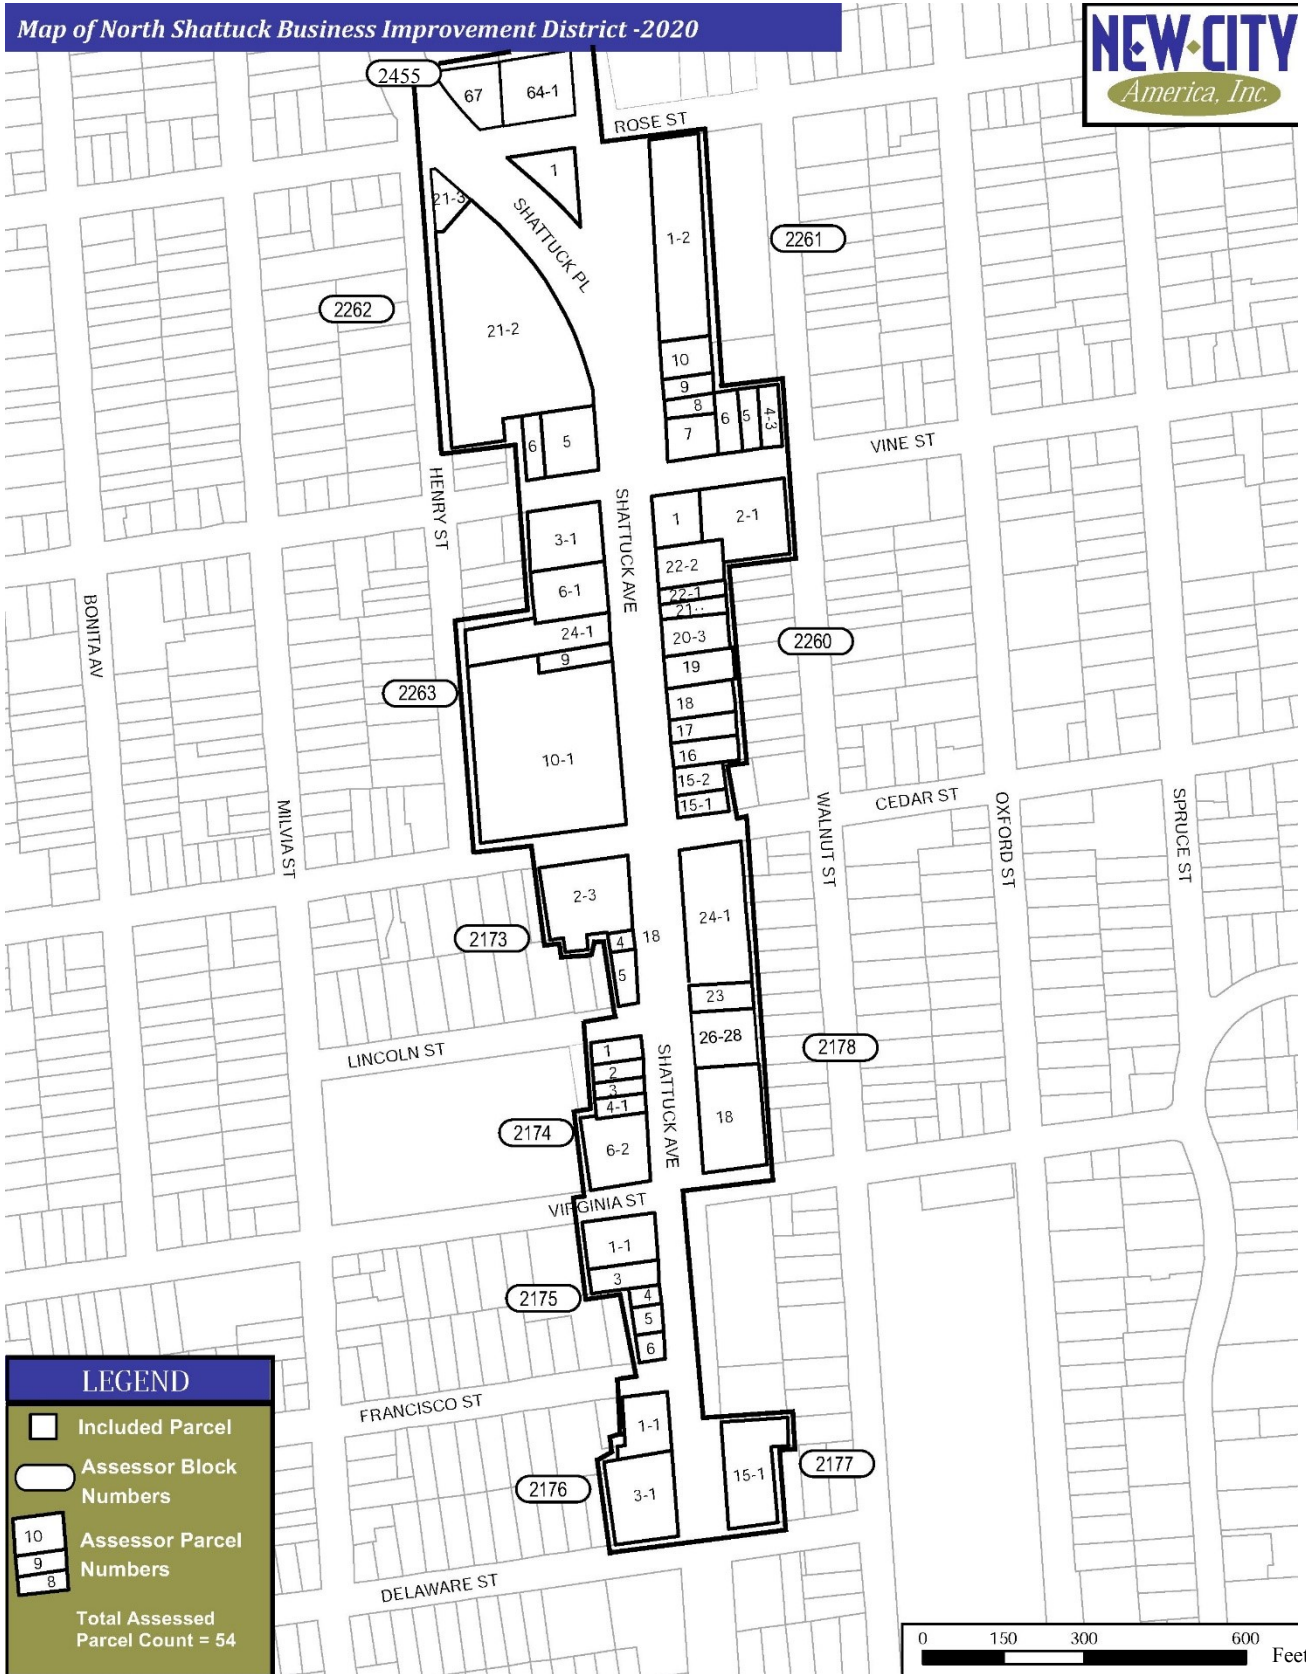 Map of North Shattuck Business Improvement District -2020
NEW CITY
America, Inc.
2455
67
64-1
ROSE ST
1
21-3
SHATTUCK PL
1-2
2261
2262
21-2
10
9
8
7
6
5
4-3
6
5
VINE ST
HENRY ST
SHATTUCK AVE
1
2-1
3-1
22-2
6-1
22-1
21
BONITA AV
24-1
20-3
2260
9
19
2263
18
17
10-1
16
15-2
15-1
CEDAR ST
MILVIA ST
WALNUT ST
OXFORD ST
SPRUCE ST
2-3
24-1
2173
4
18
5
23
26-28
2178
LINCOLN ST
1
2
3
4-1
SHATTUCK AVE
18
2174
6-2
VIRGINIA ST
1-1
3
2175
4
5
6
FRANCISCO ST
1-1
2177
15-1
2176
3-1
DELAWARE ST
LEGEND
Included Parcel
Assessor Block
Numbers
10
9
8
Assessor Parcel
Numbers
Total Assessed
Parcel Count = 54
0 150 300 600
Feet